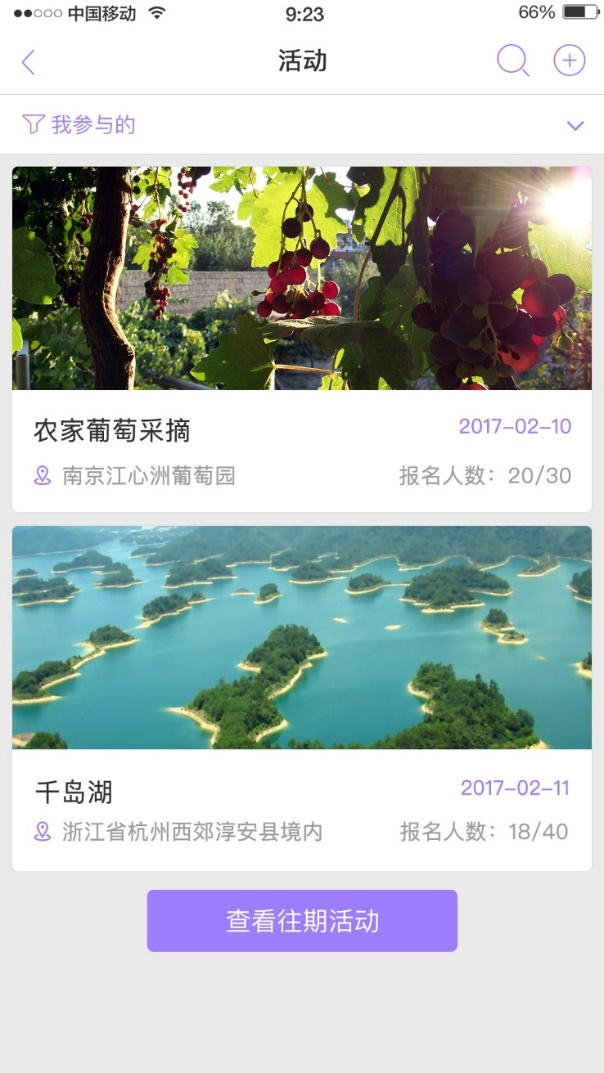 中国移动 9:23 66%
活动
我参与的
农家葡萄采摘 2017-02-10
南京江心洲葡萄园 报名人数：20/30
千岛湖 2017-02-11
浙江省杭州西郊淳安县境内 报名人数：18/40
查看往期活动